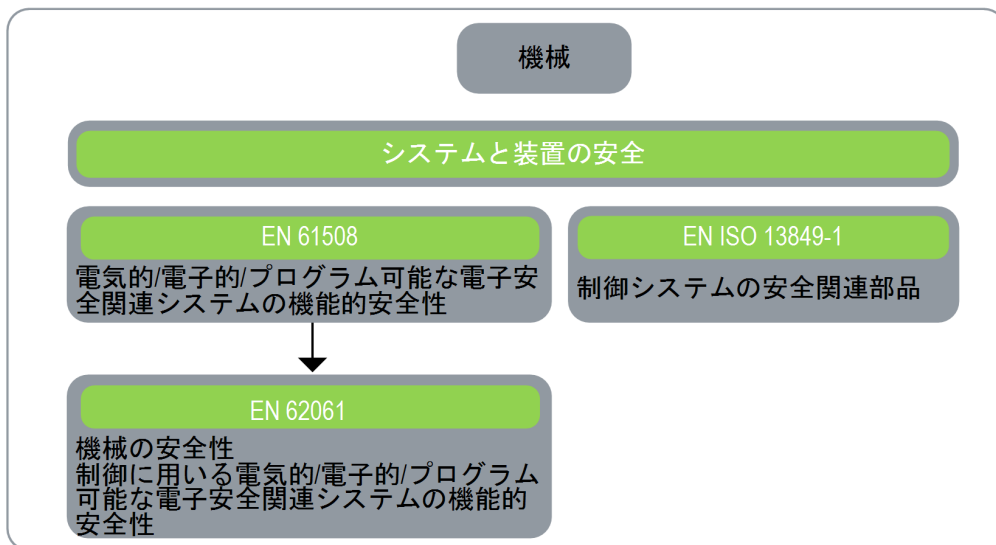 機械
システムと装置の安全
EN 61508
電気的/電子的/プログラム可能な電子安
全関連システムの機能的安全性
EN ISO 13849-1
制御システムの安全関連部品
EN 62061
機械の安全性
制御に用いる電気的/電子的/プログラム
可能な電子安全関連システムの機能的
安全性